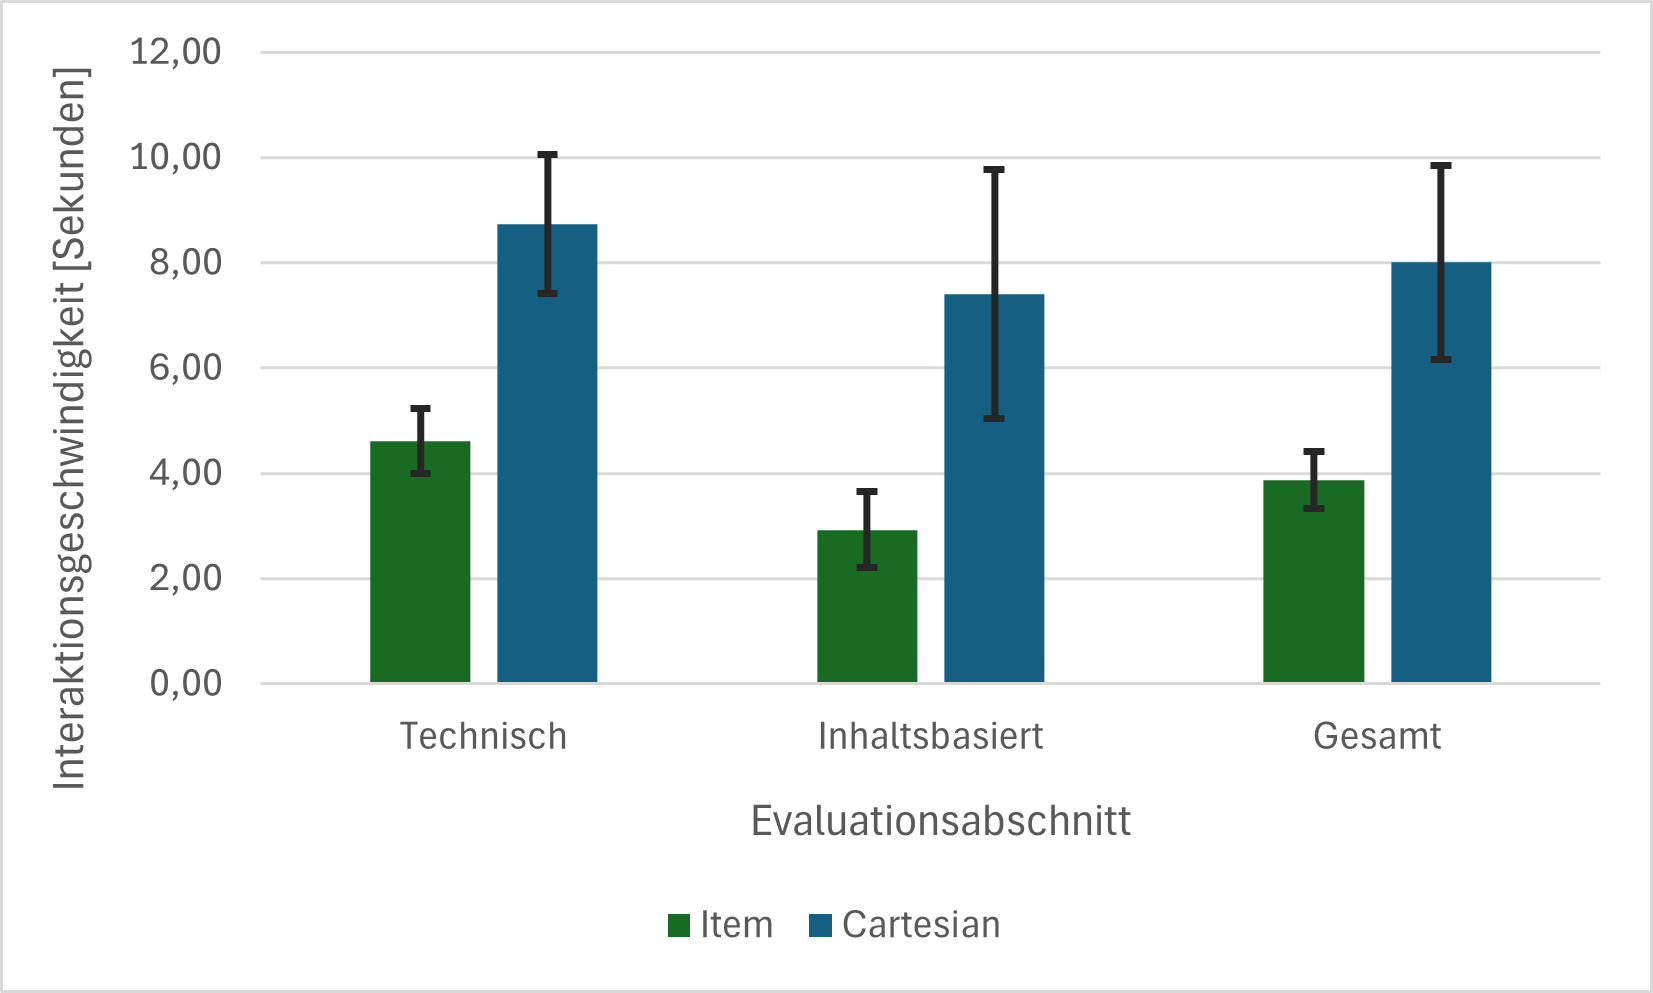 Interaktionsgeschwindigkeit [Sekunden]
12,00
10,00
8,00
6,00
4,00
2,00
0,00
Technisch
Inhaltsbasiert
Gesamt
Evaluationsabschnitt
Item
Cartesian